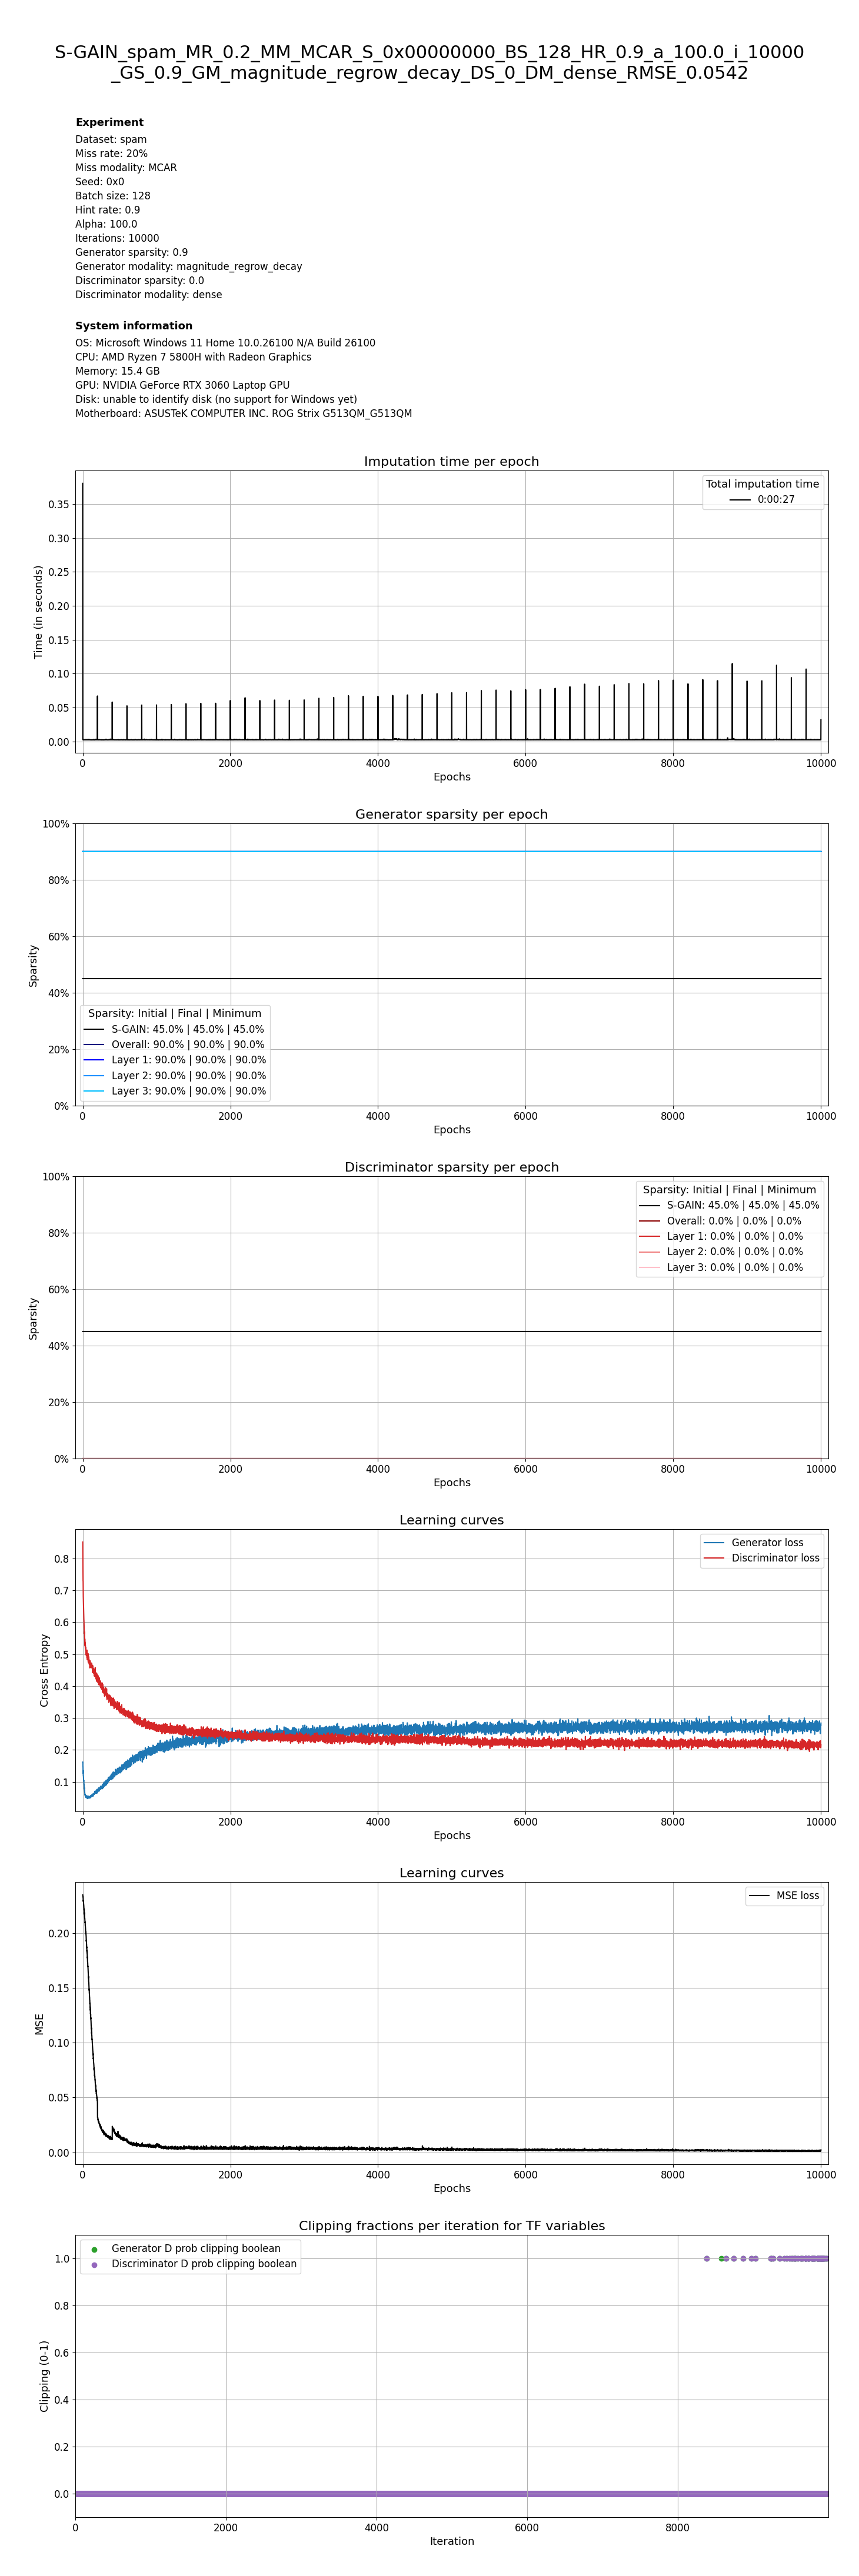 S-GAIN_spam_MR_0.2_MM_MCAR_S_0x00000000_BS_128_HR_0.9_a_100.0_i_10000
_GS_0.9_GM_magnitude_regrow_decay_DS_0_DM_dense_RMSE_0.0542
Experiment
Dataset: spam
Miss rate: 20%
Miss modality: MCAR
Seed: 0x0
Batch size: 128
Hint rate: 0.9
Alpha: 100.0
Iterations: 10000
Generator sparsity: 0.9
Generator modality: magnitude_regrow_decay
Discriminator sparsity: 0.0
Discriminator modality: dense
System information
OS: Microsoft Windows 11 Home 10.0.26100 N/A Build 26100
CPU: AMD Ryzen 7 5800H with Radeon Graphics
Memory: 15.4 GB
GPU: NVIDIA GeForce RTX 3060 Laptop GPU
Disk: unable to identify disk (no support for Windows yet)
Motherboard: ASUSTeK COMPUTER INC. ROG Strix G513QM_G513QM
Imputation time per epoch
Total imputation time
0:00:27
0.35
0.30
0.25
0.20
0.15
0.10
0.05
0.00
Time (in seconds)
0 2000 4000 6000 8000 10000
Epochs
Generator sparsity per epoch
100%
80%
60%
40%
20%
0%
Sparsity
Sparsity: Initial | Final | Minimum
S-GAIN: 45.0% | 45.0% | 45.0%
Overall: 90.0% | 90.0% | 90.0%
Layer 1: 90.0% | 90.0% | 90.0%
Layer 2: 90.0% | 90.0% | 90.0%
Layer 3: 90.0% | 90.0% | 90.0%
0 2000 4000 6000 8000 10000
Epochs
Discriminator sparsity per epoch
100%
80%
60%
40%
20%
0%
Sparsity
Sparsity: Initial | Final | Minimum
S-GAIN: 45.0% | 45.0% | 45.0%
Overall: 0.0% | 0.0% | 0.0%
Layer 1: 0.0% | 0.0% | 0.0%
Layer 2: 0.0% | 0.0% | 0.0%
Layer 3: 0.0% | 0.0% | 0.0%
0 2000 4000 6000 8000 10000
Epochs
Learning curves
Generator loss
Discriminator loss
0.8
0.7
0.6
0.5
0.4
0.3
0.2
0.1
Cross Entropy
0 2000 4000 6000 8000 10000
Epochs
Learning curves
MSE loss
0.20
0.15
0.10
0.05
0.00
MSE
0 2000 4000 6000 8000 10000
Epochs
Clipping fractions per iteration for TF variables
Generator D prob clipping boolean
Discriminator D prob clipping boolean
1.0
0.8
0.6
0.4
0.2
0.0
Clipping (0-1)
0 2000 4000 6000 8000
Iteration